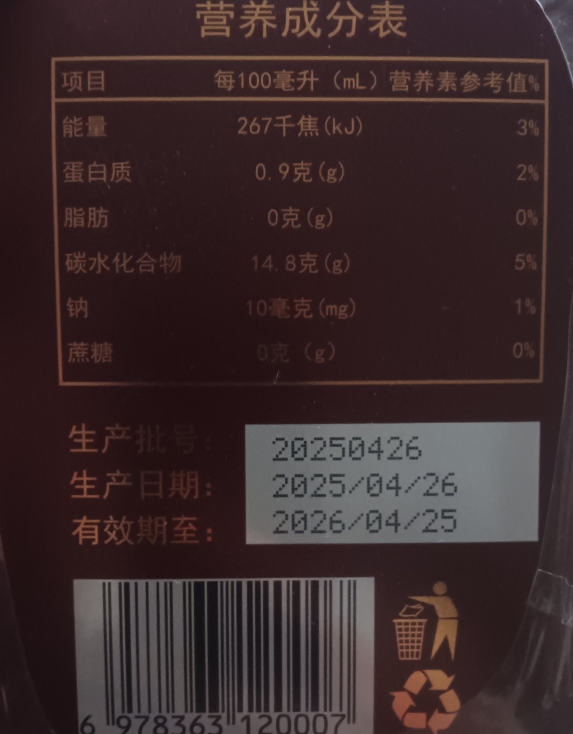 营养成分表
项目 每100毫升（mL）营养素参考值%
能量 267千焦(kJ) 3%
蛋白质 0.9克(g) 2%
脂肪 0克(g) 0%
碳水化合物 14.8克(g) 5%
钠 10毫克(mg) 1%
蔗糖 0克（g） 0%
生产批号： 20250426
生产日期： 2025/04/26
有效期至： 2026/04/25
6 978363 120007